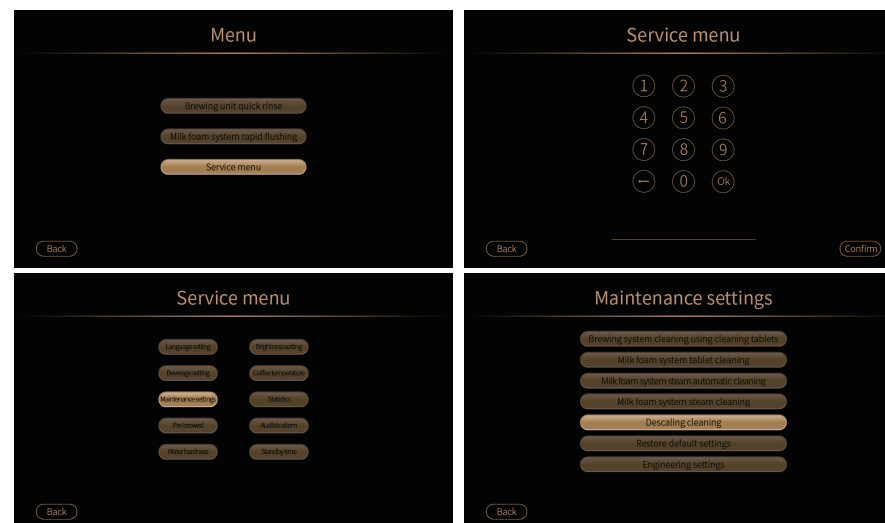 Menu
Brewing unit quick rinse
Milk foam system rapid flushing
Service menu
Back
Service menu
1 2 3
4 5 6
7 8 9
← 0 Ok
Back Confirm
Service menu
Language setting Brightness setting
Beverage setting Coffee temperature
Maintenance settings Statistics
Pre-brewed Audible alarm
Water hardness Standby time
Back
Maintenance settings
Brewing system cleaning using cleaning tablets
Milk foam system tablet cleaning
Milk foam system steam automatic cleaning
Milk foam system steam cleaning
Descaling cleaning
Restore default settings
Engineering settings
Back